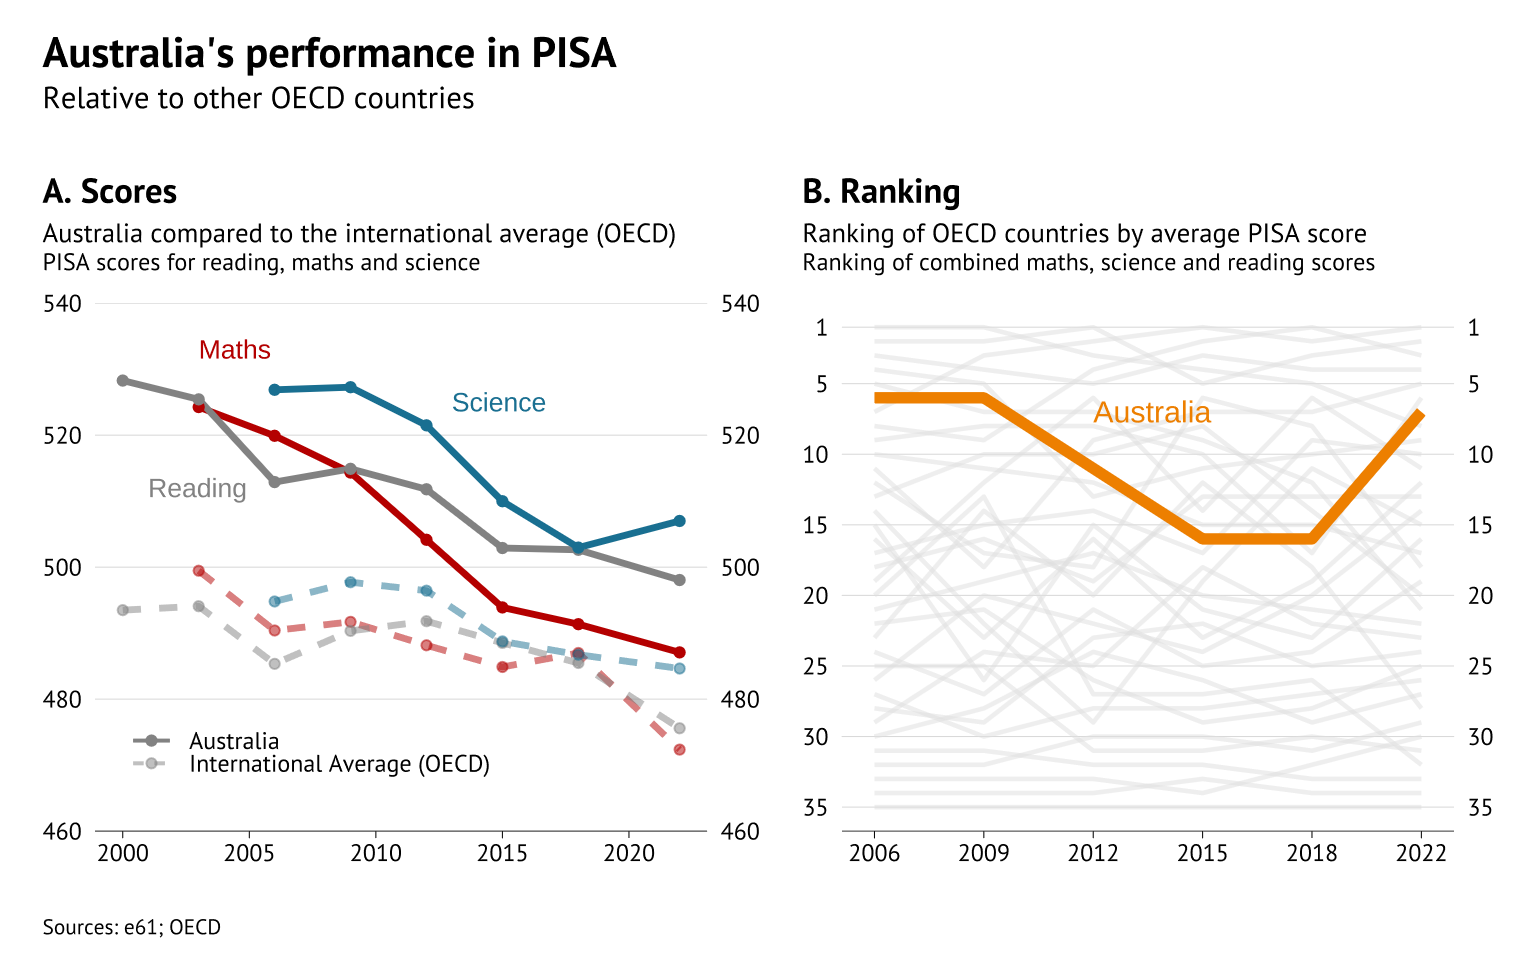 Australia's performance in PISA
Relative to other OECD countries
A. Scores
Australia compared to the international average (OECD)
PISA scores for reading, maths and science
540 540
Maths
Science
520 520
Reading
500 500
480 480
Australia
International Average (OECD)
460 460
2000 2005 2010 2015 2020
B. Ranking
Ranking of OECD countries by average PISA score
Ranking of combined maths, science and reading scores
1 1
5 5
Australia
10 10
15 15
20 20
25 25
30 30
35 35
2006 2009 2012 2015 2018 2022
Sources: e61; OECD